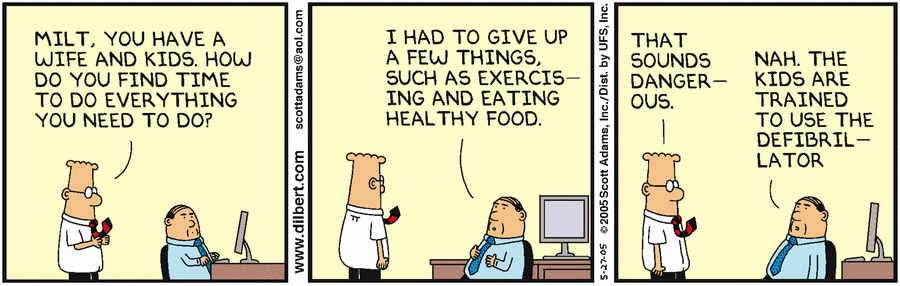 MILT, YOU HAVE A
WIFE AND KIDS. HOW
DO YOU FIND TIME
TO DO EVERYTHING
YOU NEED TO DO?
www.dilbert.com scottadams@aol.com
I HAD TO GIVE UP
A FEW THINGS,
SUCH AS EXERCIS-
ING AND EATING
HEALTHY FOOD.
5-27-05 © 2005 Scott Adams, Inc./Dist. by UFS, Inc.
THAT
SOUNDS
DANGER-
OUS.
NAH. THE
KIDS ARE
TRAINED
TO USE THE
DEFIBRIL-
LATOR